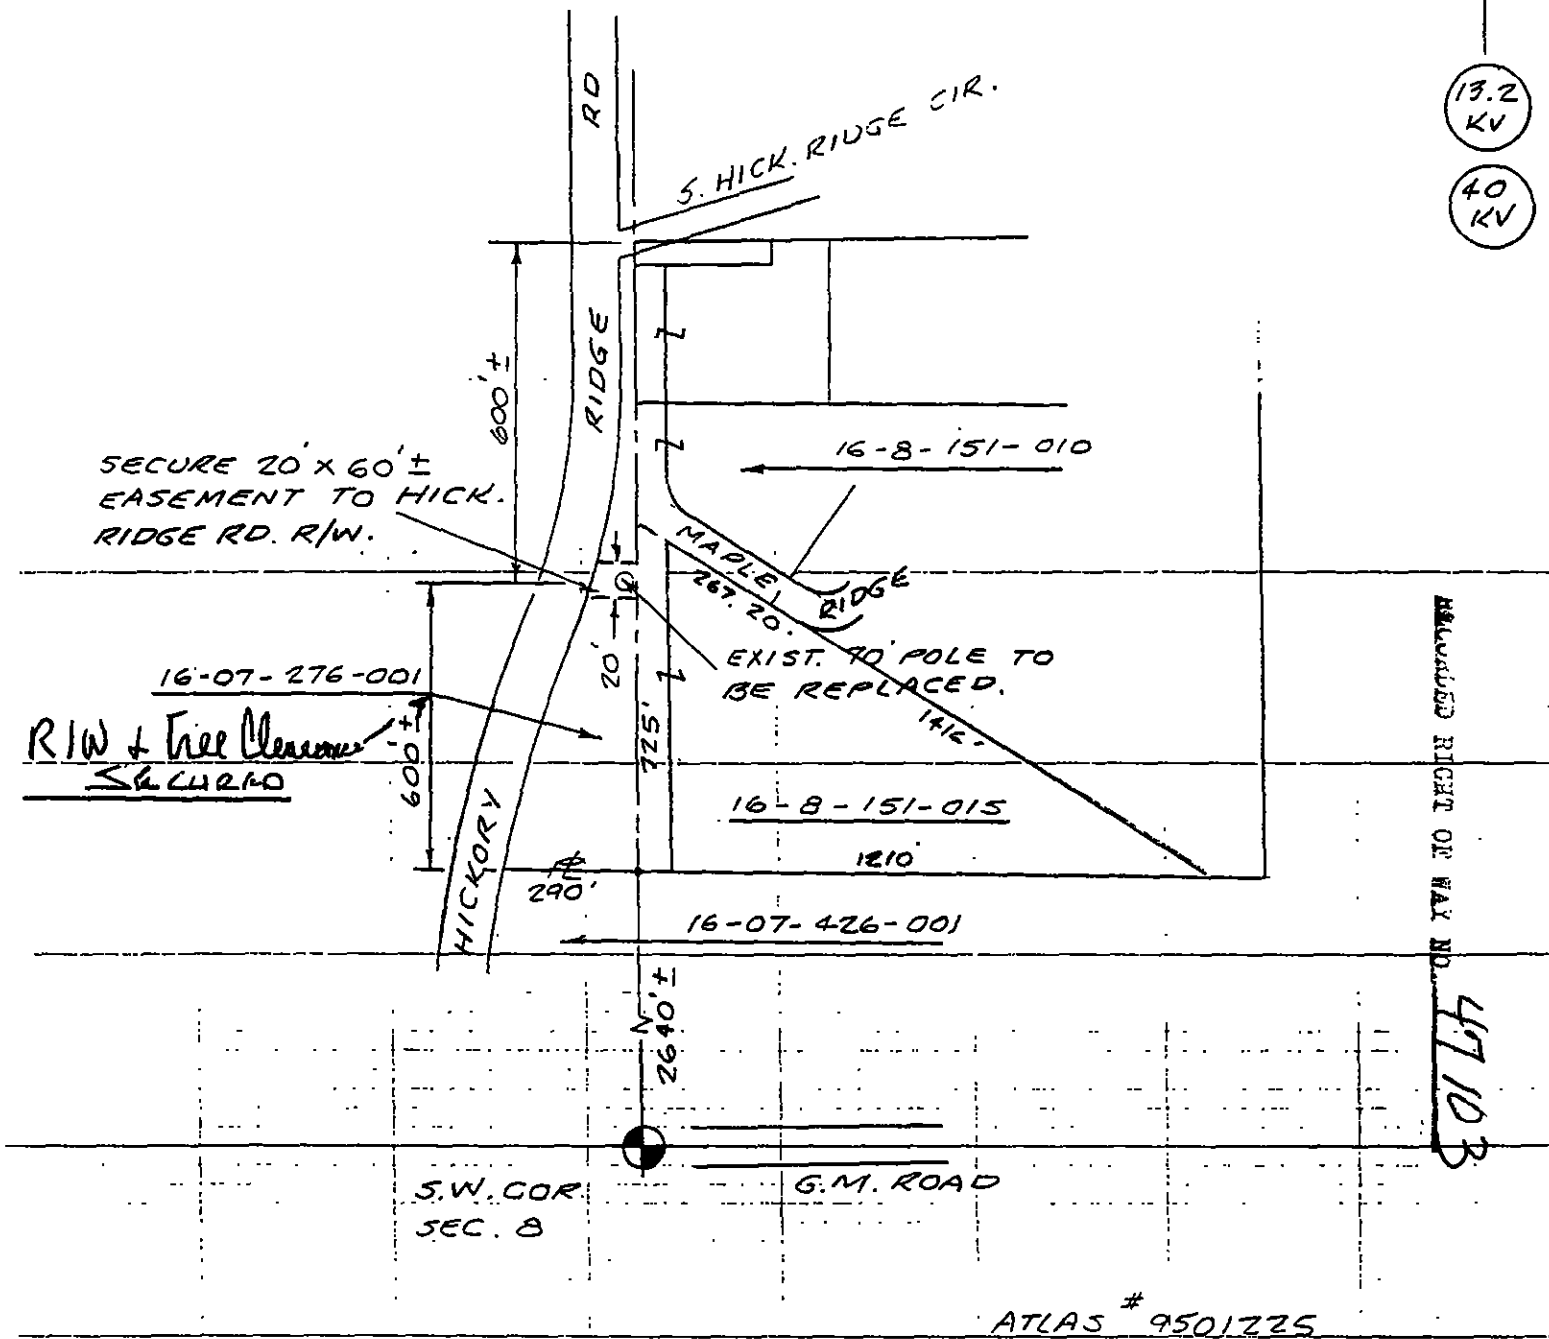 13.2
KV
40
KV
RD
S. HICK. RIDGE CIR.
600'±
RIDGE
16-8-151-010
SECURE 20' X 60'±
EASEMENT TO HICK.
RIDGE RD. R/W.
MAPLE
RIDGE
267.20'
20'
EXIST. 70' POLE TO
BE REPLACED.
16-07-276-001
R/W + Tree Clearance
SECURED
600'±
725'
1412'
16-8-151-015
HICKORY
290'
1210'
16-07-426-001
2640'±
N
S.W. COR.
SEC. 8
G.M. ROAD
RIGHT OF WAY NO.
47103
ATLAS # 9501225